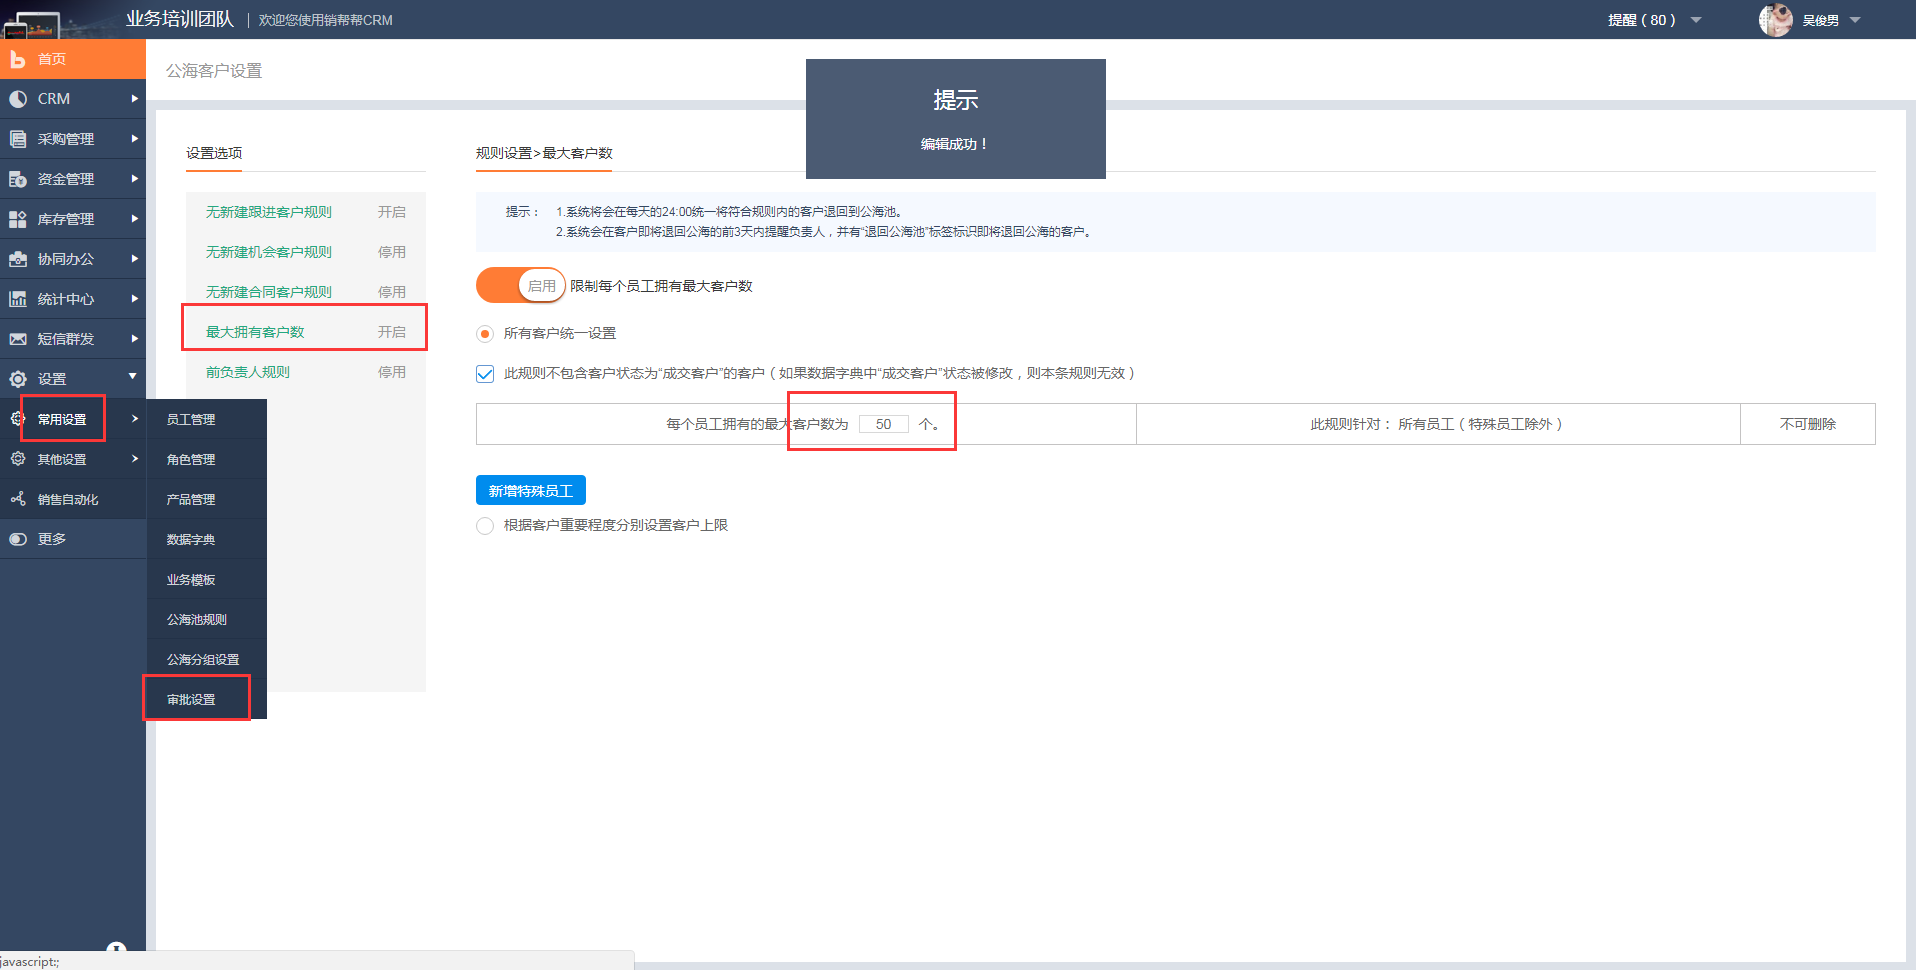 业务培训团队 | 欢迎您使用销帮帮CRM
提醒（80）
吴俊男
首页
CRM
采购管理
资金管理
库存管理
协同办公
统计中心
短信群发
设置
常用设置
其他设置
销售自动化
更多
员工管理
角色管理
产品管理
数据字典
业务模板
公海池规则
公海分组设置
审批设置
公海客户设置
提示
编辑成功！
设置选项
无新建跟进客户规则 开启
无新建机会客户规则 停用
无新建合同客户规则 停用
最大拥有客户数 开启
前负责人规则 停用
规则设置>最大客户数
提示： 1.系统将会在每天的24:00统一将符合规则内的客户退回到公海池。
2.系统会在客户即将退回公海的前3天内提醒负责人，并有“退回公海池”标签标识即将退回公海的客户。
启用 限制每个员工拥有最大客户数
所有客户统一设置
此规则不包含客户状态为“成交客户”的客户（如果数据字典中“成交客户”状态被修改，则本条规则无效）
每个员工拥有的最大客户数为 50 个。 此规则针对： 所有员工（特殊员工除外） 不可删除
新增特殊员工
根据客户重要程度分别设置客户上限
javascript:;